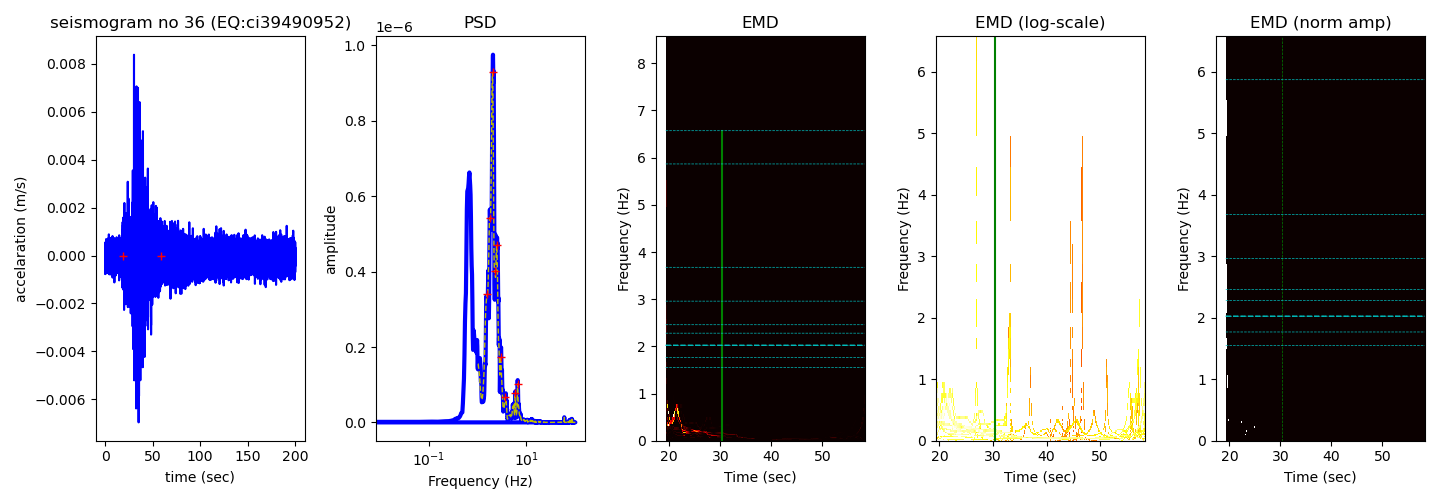 seismogram no 36 (EQ:ci39490952)
accelaration (m/s)
0.008
0.006
0.004
0.002
0.000
−0.002
−0.004
−0.006
0 50 100 150 200
time (sec)
PSD
1e−6
amplitude
1.0
0.8
0.6
0.4
0.2
0.0
10⁻¹ 10¹
Frequency (Hz)
EMD
Frequency (Hz)
8
7
6
5
4
3
2
1
0
20 30 40 50
Time (sec)
EMD (log-scale)
Frequency (Hz)
6
5
4
3
2
1
0
20 30 40 50
Time (sec)
EMD (norm amp)
Frequency (Hz)
6
5
4
3
2
1
0
20 30 40 50
Time (sec)